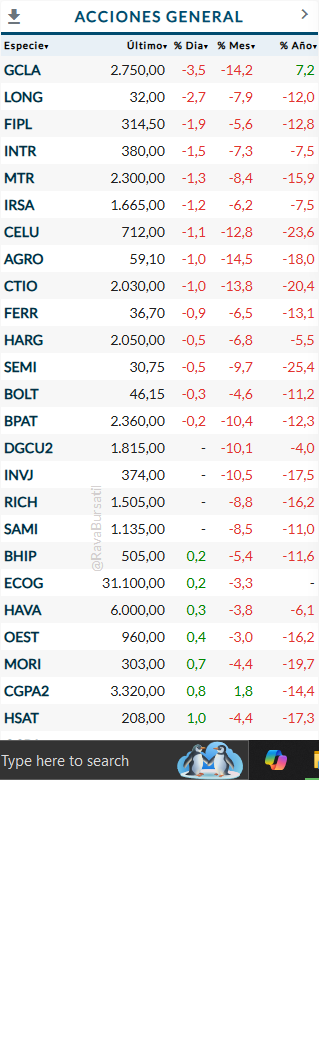 ACCIONES GENERAL
Especie▾ Último▾ % Dia▾ % Mes▾ % Año▾
GCLA 2.750,00 -3,5 -14,2 7,2
LONG 32,00 -2,7 -7,9 -12,0
FIPL 314,50 -1,9 -5,6 -12,8
INTR 380,00 -1,5 -7,3 -7,5
MTR 2.300,00 -1,3 -8,4 -15,9
IRSA 1.665,00 -1,2 -6,2 -7,5
CELU 712,00 -1,1 -12,8 -23,6
AGRO 59,10 -1,0 -14,5 -18,0
CTIO 2.030,00 -1,0 -13,8 -20,4
FERR 36,70 -0,9 -6,5 -13,1
HARG 2.050,00 -0,5 -6,8 -5,5
SEMI 30,75 -0,5 -9,7 -25,4
BOLT 46,15 -0,3 -4,6 -11,2
BPAT 2.360,00 -0,2 -10,4 -12,3
DGCU2 1.815,00 - -10,1 -4,0
INVJ 374,00 - -10,5 -17,5
RICH 1.505,00 - -8,8 -16,2
SAMI 1.135,00 - -8,5 -11,0
BHIP 505,00 0,2 -5,4 -11,6
ECOG 31.100,00 0,2 -3,3 -
HAVA 6.000,00 0,3 -3,8 -6,1
OEST 960,00 0,4 -3,0 -16,2
MORI 303,00 0,7 -4,4 -19,7
CGPA2 3.320,00 0,8 1,8 -14,4
HSAT 208,00 1,0 -4,4 -17,3
@RavaBursatil
Type here to search